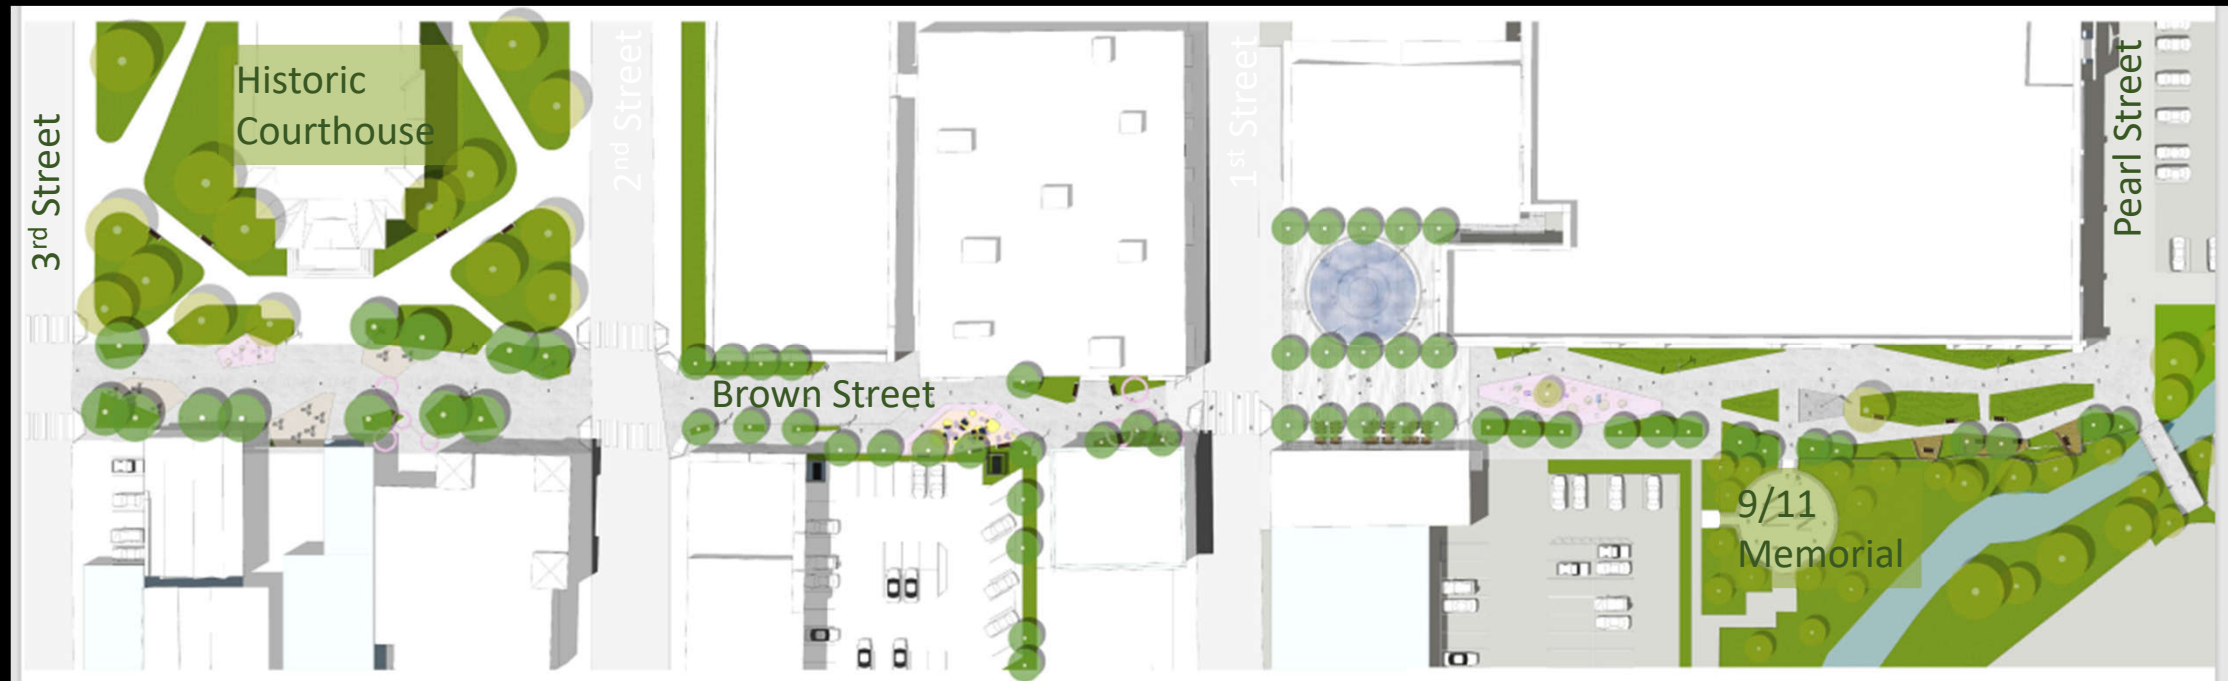 3rd Street
Historic
Courthouse
2nd Street
Brown Street
1st Street
Pearl Street
9/11
Memorial